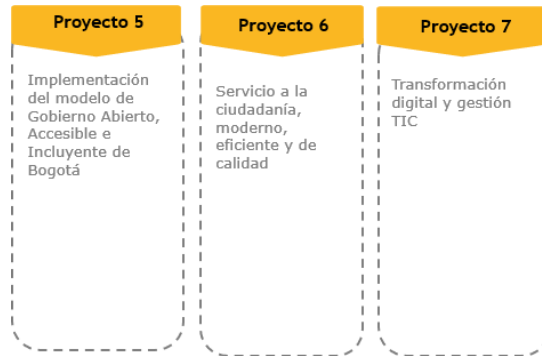 Proyecto 5
Implementación
del modelo de
Gobierno Abierto,
Accesible e
Incluyente de
Bogotá
Proyecto 6
Servicio a la
ciudadanía,
moderno,
eficiente y de
calidad
Proyecto 7
Transformación
digital y gestión
TIC